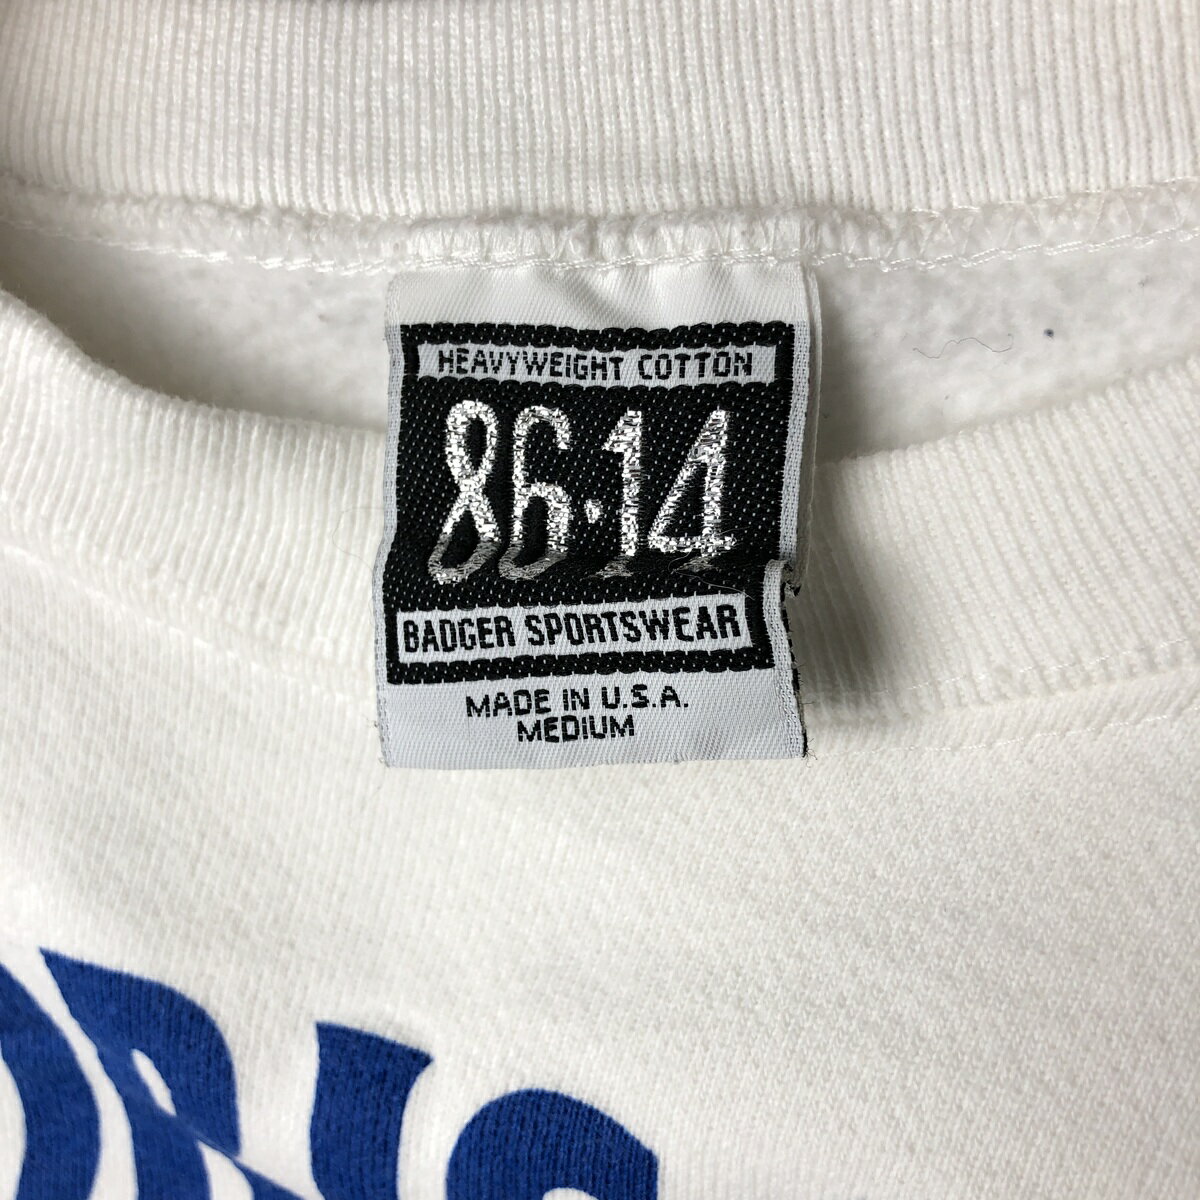 HEAVYWEIGHT COTTON
86·14
BADGER SPORTSWEAR
MADE IN U.S.A.
MEDIUM